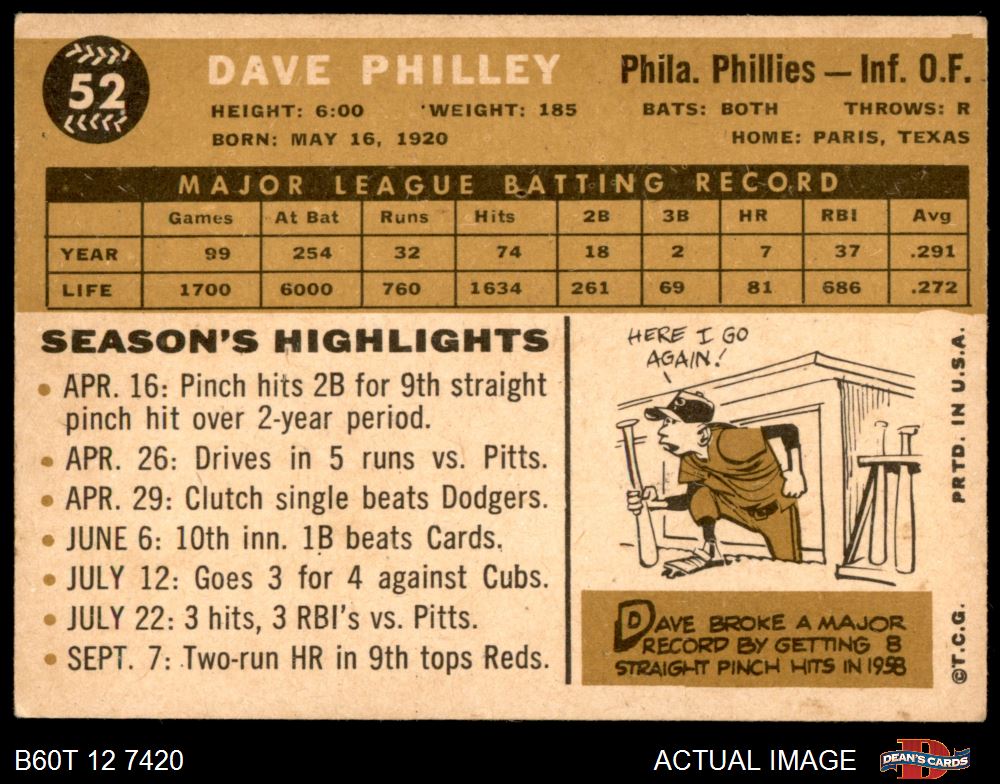 52
DAVE PHILLEY
Phila. Phillies — Inf. O.F.
HEIGHT: 6:00 WEIGHT: 185 BATS: BOTH THROWS: R
BORN: MAY 16, 1920 HOME: PARIS, TEXAS
MAJOR LEAGUE BATTING RECORD
Games At Bat Runs Hits 2B 3B HR RBI Avg
YEAR 99 254 32 74 18 2 7 37 .291
LIFE 1700 6000 760 1634 261 69 81 686 .272
SEASON'S HIGHLIGHTS
• APR. 16: Pinch hits 2B for 9th straight
pinch hit over 2-year period.
• APR. 26: Drives in 5 runs vs. Pitts.
• APR. 29: Clutch single beats Dodgers.
• JUNE 6: 10th inn. 1B beats Cards.
• JULY 12: Goes 3 for 4 against Cubs.
• JULY 22: 3 hits, 3 RBI's vs. Pitts.
• SEPT. 7: Two-run HR in 9th tops Reds.
HERE I GO
AGAIN!
DAVE BROKE A MAJOR
RECORD BY GETTING 8
STRAIGHT PINCH HITS IN 1958
PRTD. IN U.S.A.
©T.C.G.
B60T 12 7420
ACTUAL IMAGE
DEAN'S CARDS